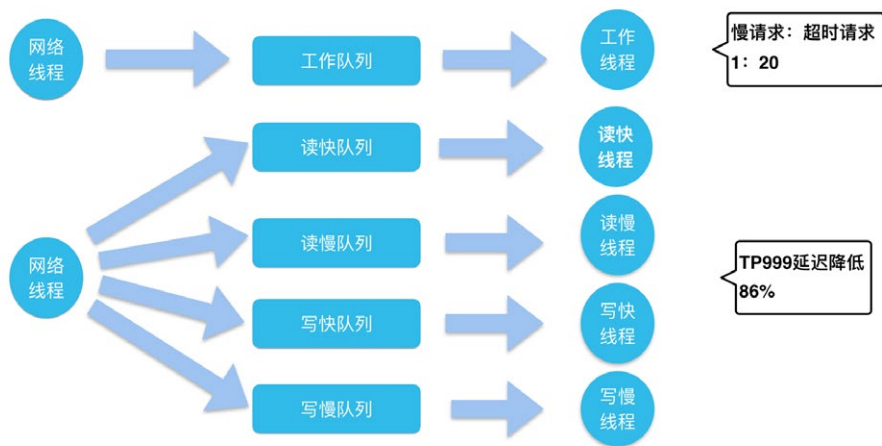 网络
线程
工作队列
工作
线程
慢请求：超时请求
1：20
读快队列
读快
线程
网络
线程
读慢队列
读慢
线程
TP999延迟降低
86%
写快队列
写快
线程
写慢队列
写慢
线程